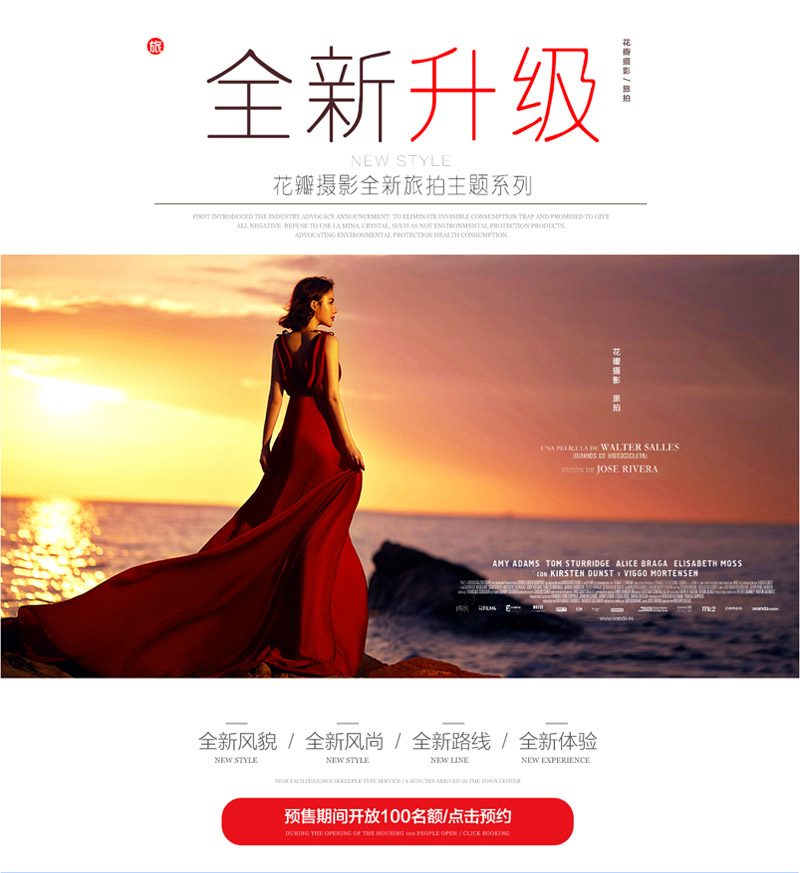 旅
全新升级
花瓣摄影/旅拍
NEW STYLE
花瓣摄影全新旅拍主题系列
FIRST INTRODUCED THE INDUSTRY ADVOCACY ANNOUNCEMENT: TO ELIMINATE INVISIBLE CONSUMPTION TRAP AND PROMISED TO GIVE
ALL NEGATIVE, REFUSE TO USE LA MINA, CRYSTAL, SUCH AS NOT ENVIRONMENTAL PROTECTION PRODUCTS,
ADVOCATING ENVIRONMENTAL PROTECTION HEALTH CONSUMPTION.
花瓣摄影 旅拍
UNA PELÍCULA DE WALTER SALLES
(DIARIOS DE MOTOCICLETA)
GUION DE JOSE RIVERA
AMY ADAMS TOM STURRIDGE ALICE BRAGA ELISABETH MOSS
CON KIRSTEN DUNST Y VIGGO MORTENSEN
mk2
www.wanda.es
全新风貌 / 全新风尚 / 全新路线 / 全新体验
NEW STYLE NEW STYLE NEW LINE NEW EXPERIENCE
STAR FACILITIES/HOUSEKEEPER TYPE SERVICE / 6 MINUTES ARRIVED IN THE TOWN CENTER
预售期间开放100名额/点击预约
DURING THE OPENING OF THE HOUSING 100 PEOPLE OPEN / CLICK BOOKING